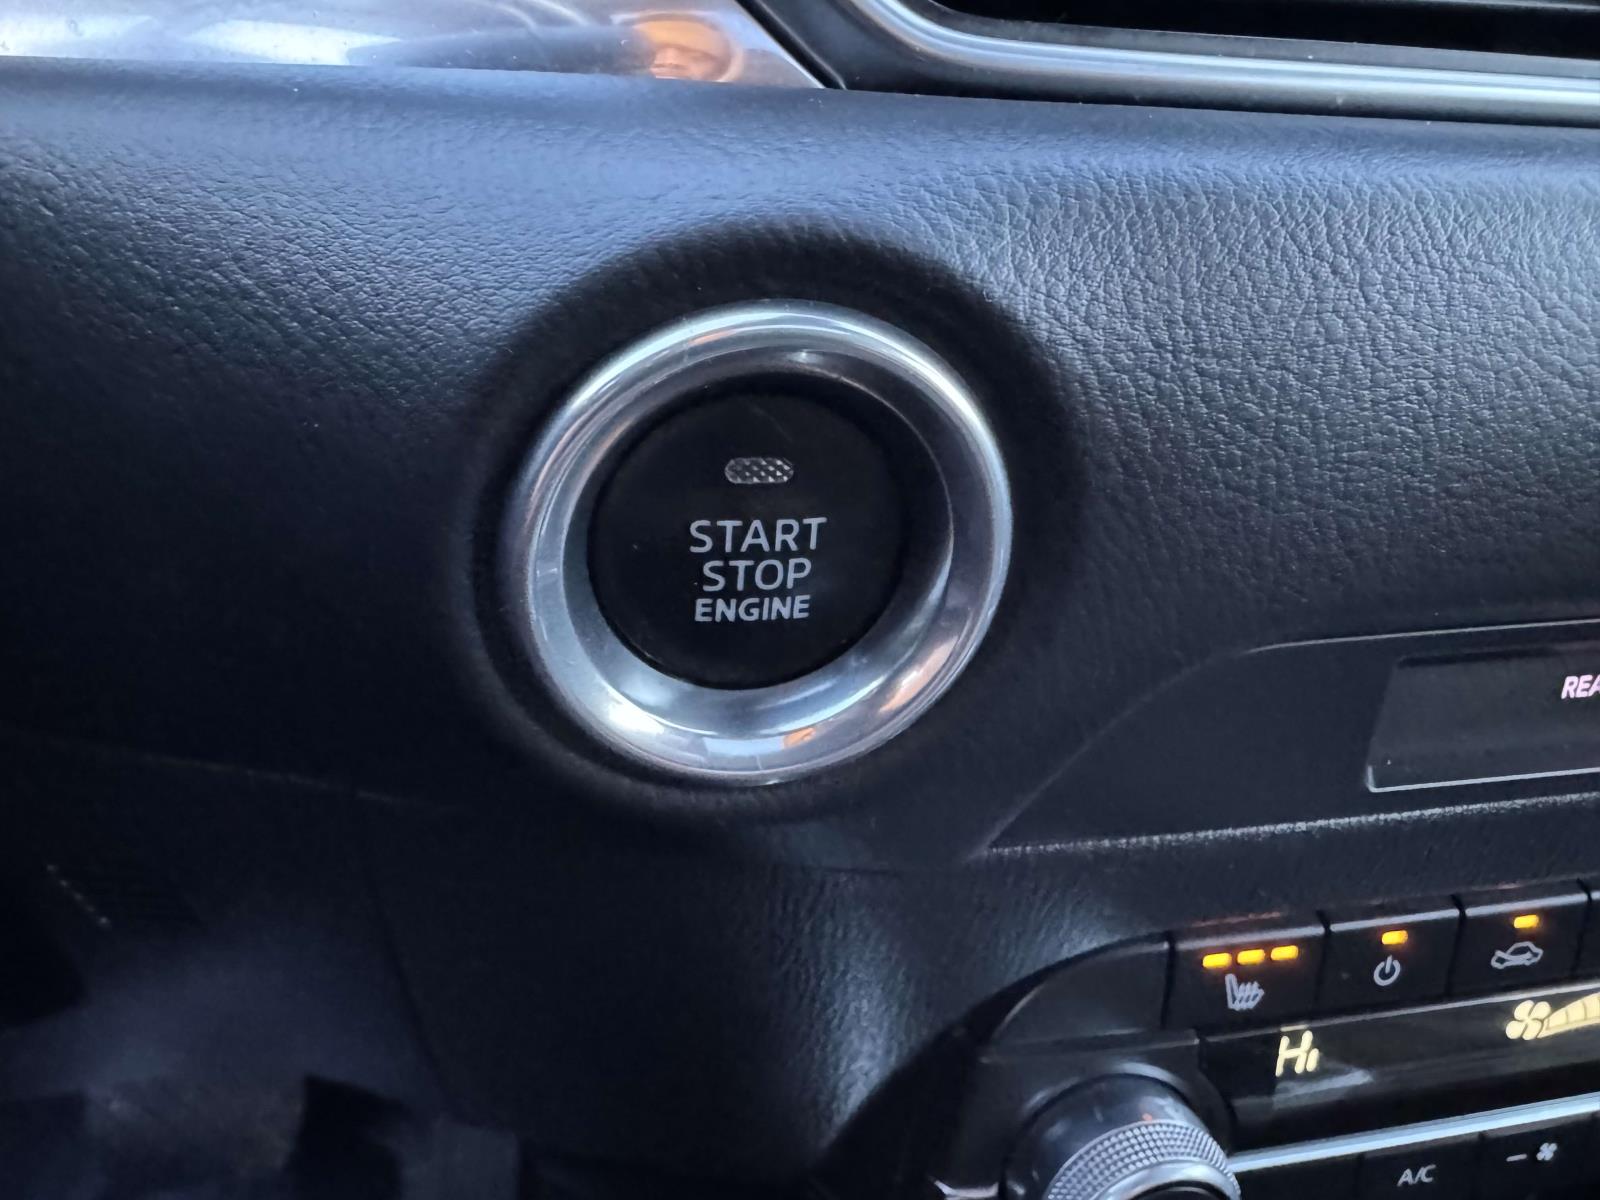 START
STOP
ENGINE
REA
Hi
A/C